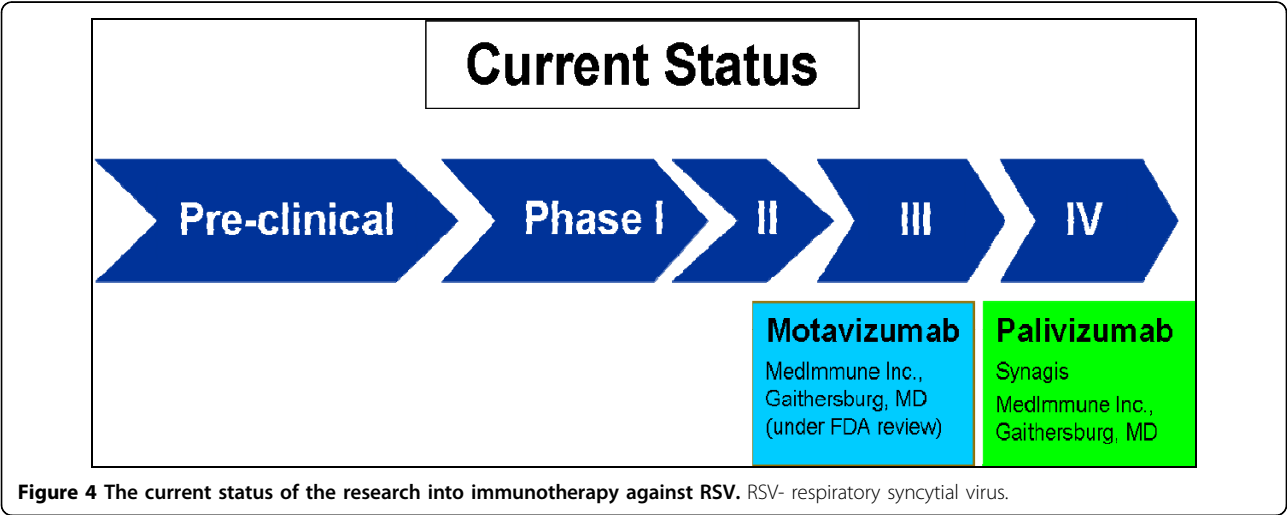 Current Status
Pre-clinical Phase I II III IV
Motavizumab
MedImmune Inc.,
Gaithersburg, MD
(under FDA review)
Palivizumab
Synagis
MedImmune Inc.,
Gaithersburg, MD
Figure 4 The current status of the research into immunotherapy against RSV. RSV- respiratory syncytial virus.